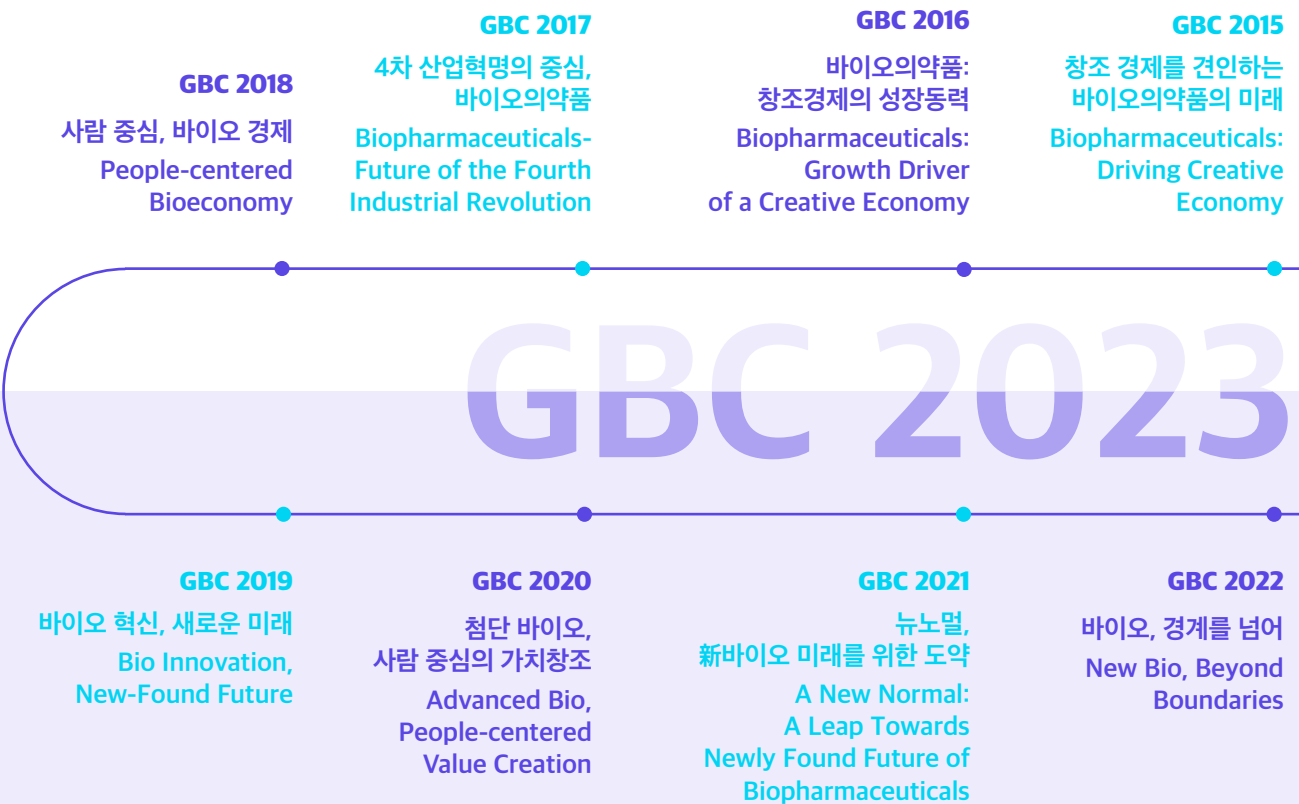 GBC 2018
사람 중심, 바이오 경제
People-centered
Bioeconomy
GBC 2017
4차 산업혁명의 중심,
바이오의약품
Biopharmaceuticals-
Future of the Fourth
Industrial Revolution
GBC 2016
바이오의약품:
창조경제의 성장동력
Biopharmaceuticals:
Growth Driver
of a Creative Economy
GBC 2015
창조 경제를 견인하는
바이오의약품의 미래
Biopharmaceuticals:
Driving Creative
Economy
GBC 2023
GBC 2019
바이오 혁신, 새로운 미래
Bio Innovation,
New-Found Future
GBC 2020
첨단 바이오,
사람 중심의 가치창조
Advanced Bio,
People-centered
Value Creation
GBC 2021
뉴노멀,
新바이오 미래를 위한 도약
A New Normal:
A Leap Towards
Newly Found Future of
Biopharmaceuticals
GBC 2022
바이오, 경계를 넘어
New Bio, Beyond
Boundaries